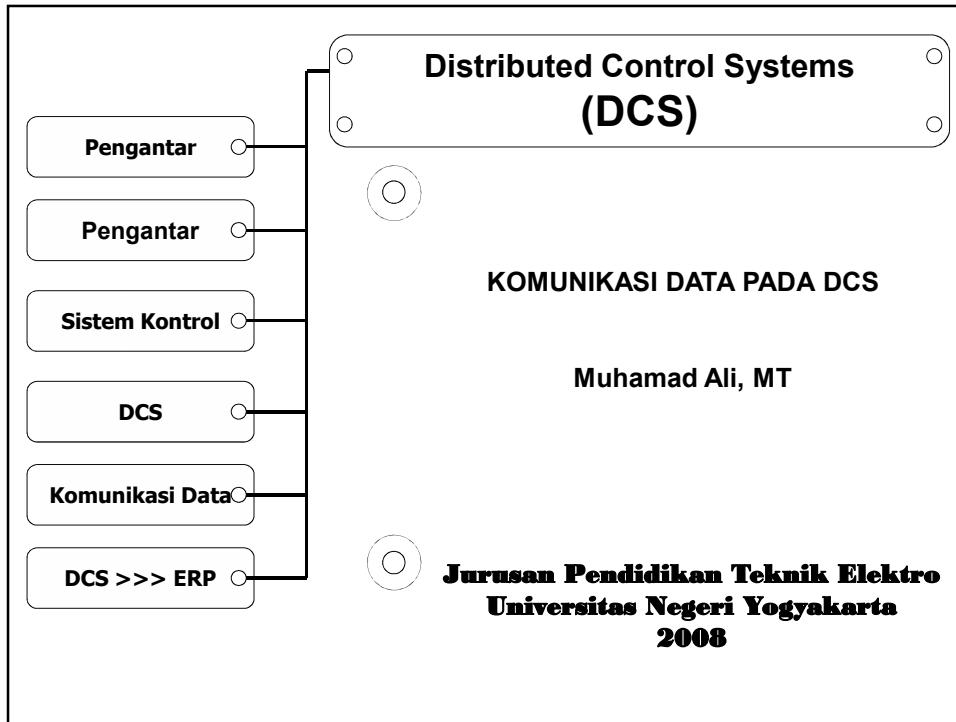 Distributed Control Systems
(DCS)
Pengantar
Pengantar
Sistem Kontrol
DCS
Komunikasi Data
DCS >>> ERP
KOMUNIKASI DATA PADA DCS
Muhamad Ali, MT
Jurusan Pendidikan Teknik Elektro
Universitas Negeri Yogyakarta
2008